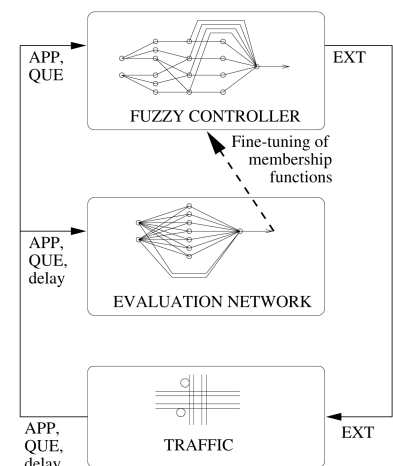 APP,
QUE
EXT
FUZZY CONTROLLER
Fine-tuning of
membership
functions
APP,
QUE,
delay
EVALUATION NETWORK
APP,
QUE,
delay
TRAFFIC
EXT